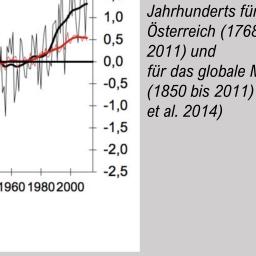 1,0
0,5
0,0
-0,5
-1,0
-1,5
-2,0
-2,5
1960 1980 2000
Jahrhunderts für
Österreich (1768
2011) und
für das globale M
(1850 bis 2011)
et al. 2014)